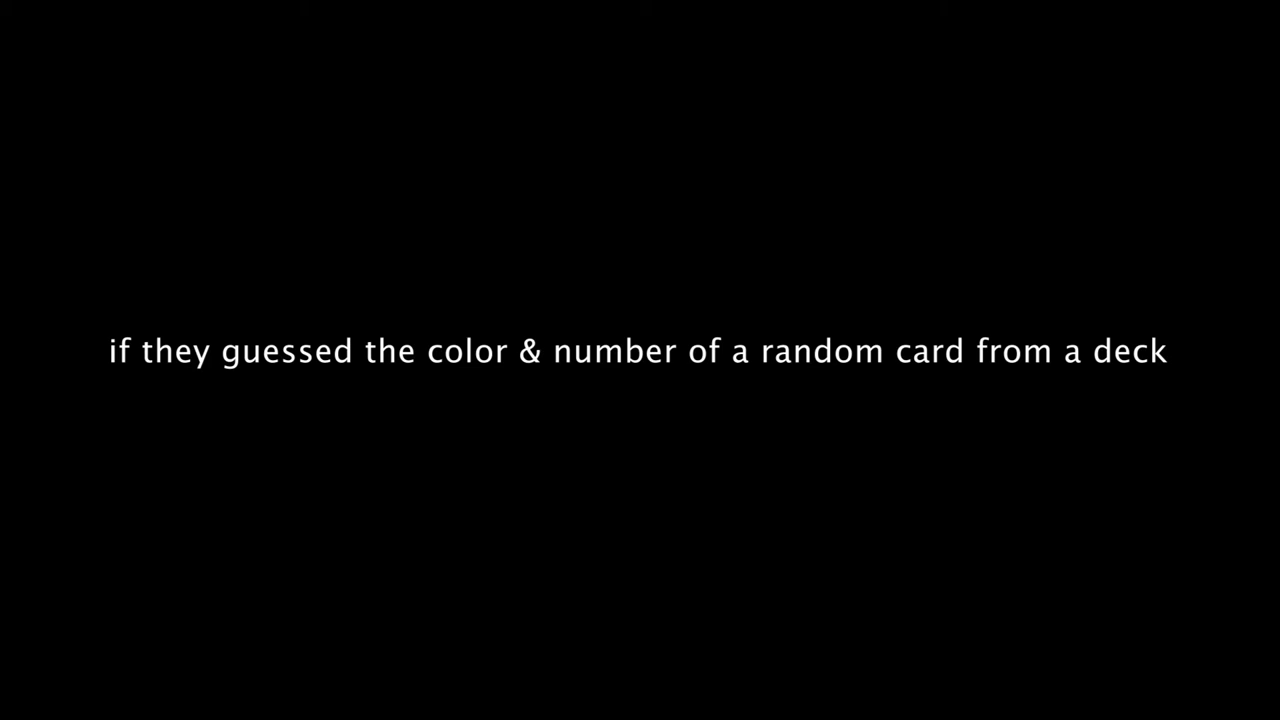 if they guessed the color & number of a random card from a deck